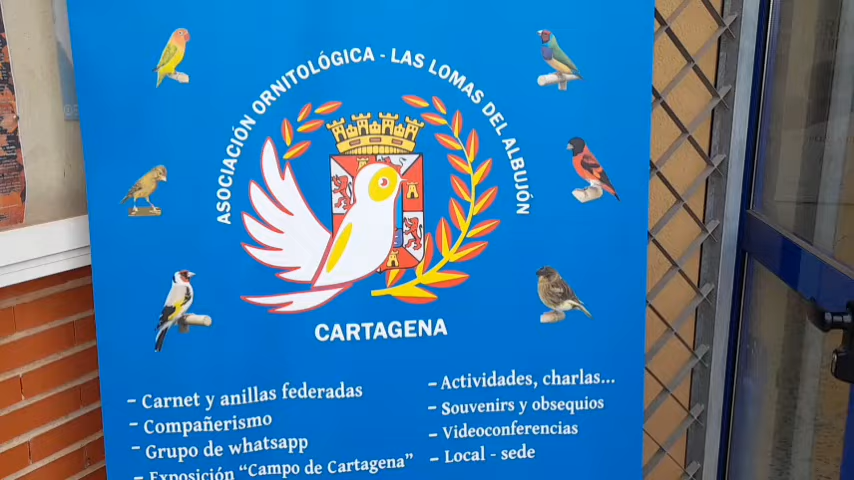 ASOCIACIÓN ORNITOLÓGICA - LAS LOMAS DEL ALBUJÓN
CARTAGENA
- Carnet y anillas federadas
- Compañerismo
- Grupo de whatsapp
- Exposición "Campo de Cartagena"
- Actividades, charlas...
- Souvenirs y obsequios
- Videoconferencias
- Local - sede